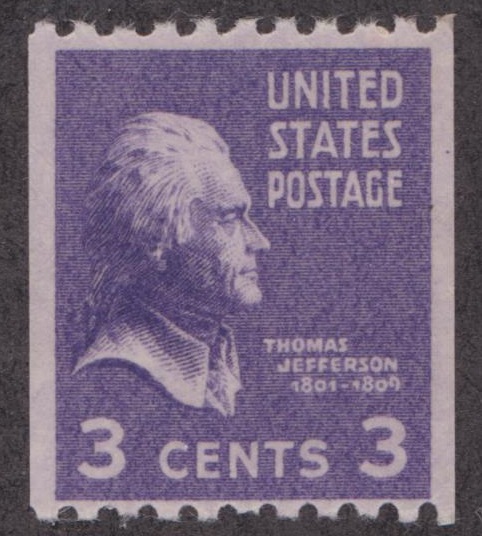 UNITED
STATES
POSTAGE
THOMAS
JEFFERSON
1801-1809
3 CENTS 3